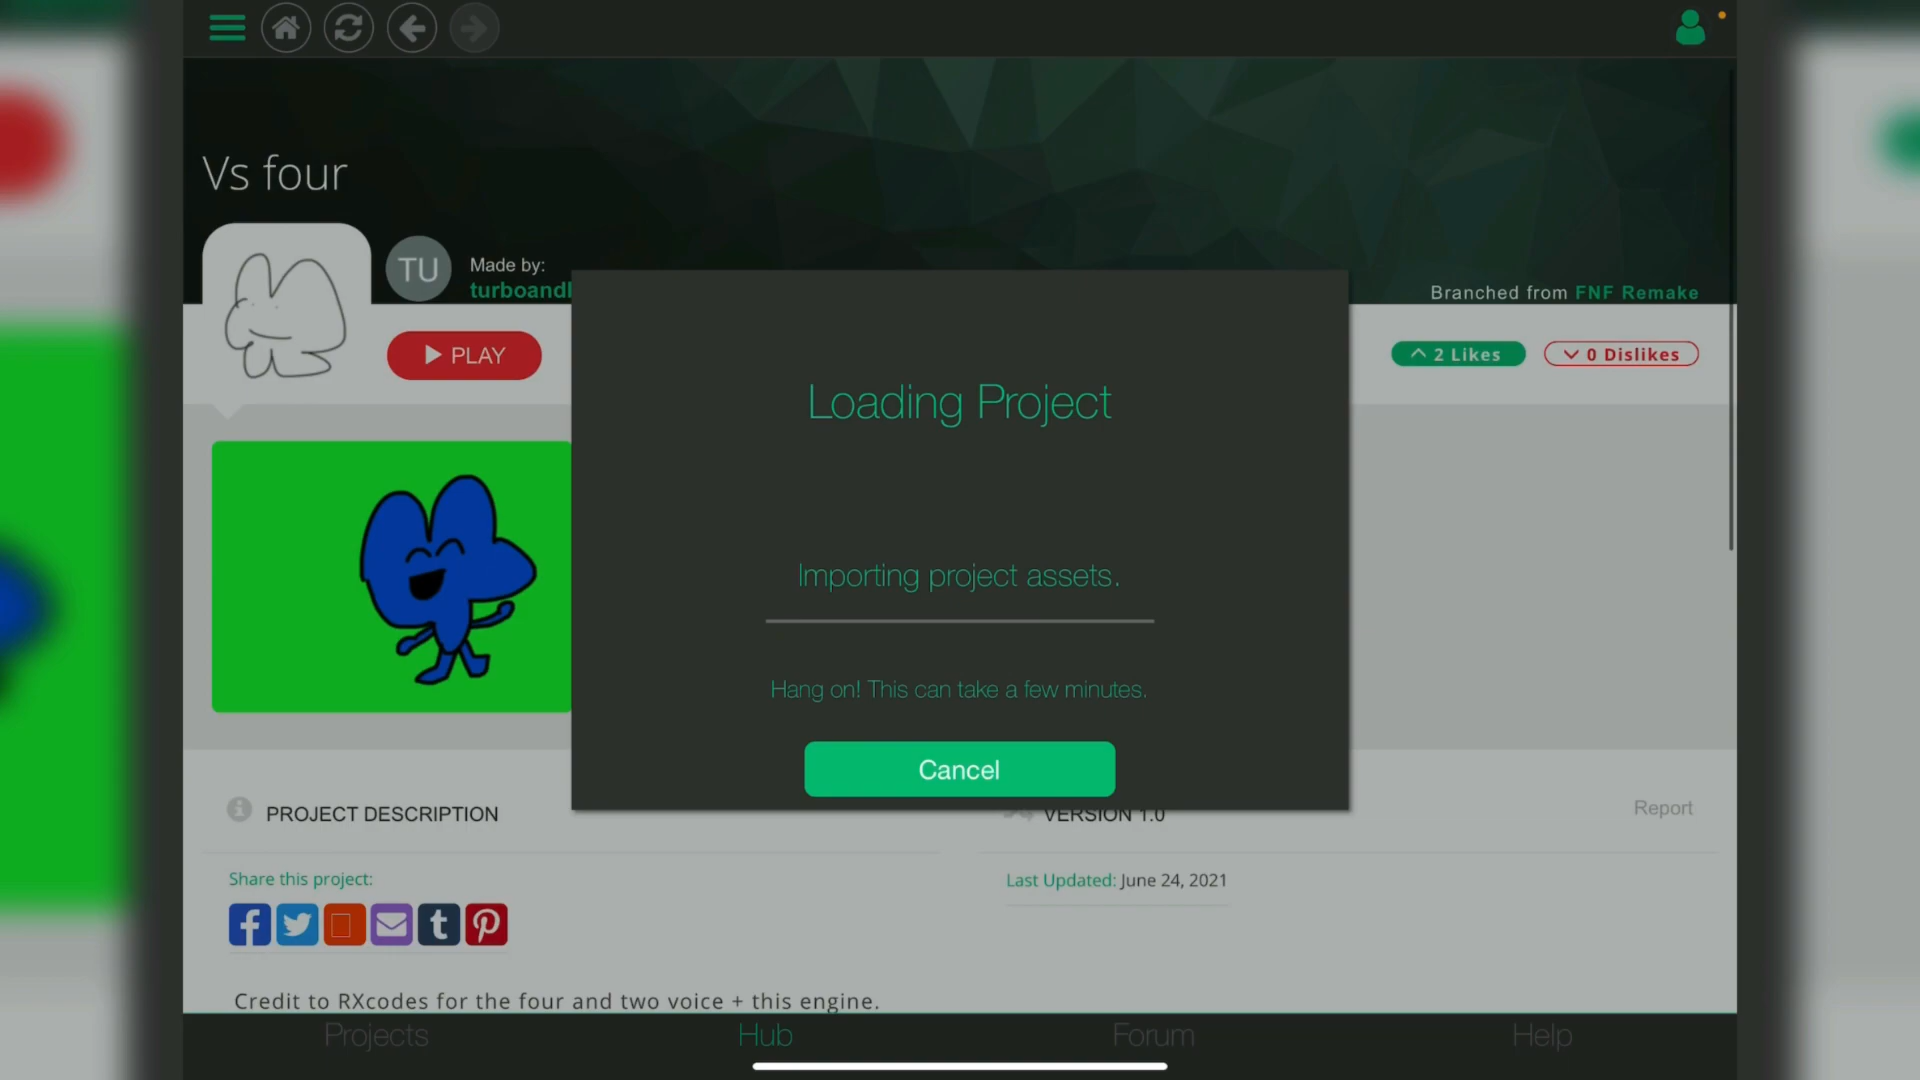 Vs four
TU
Made by:
Branched from FNF Remake
PLAY
2 Likes
0 Dislikes
Loading Project
Importing project assets.
Hang on! This can take a few minutes.
Cancel
PROJECT DESCRIPTION
VERSION 1.0
Report
Share this project:
Last Updated: June 24, 2021
Credit to RXcodes for the four and two voice + this engine.
Projects
Hub
Forum
Help